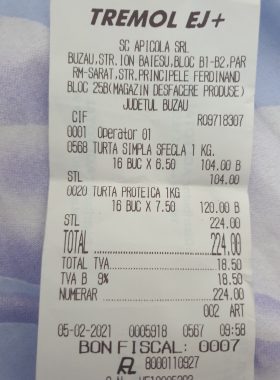 TREMOL EJ+
SC APICOLA SRL
BUZAU,STR.ION BAIESU,BLOC B1-B2,PAR
RM-SARAT,STR.PRINCIPELE FERDINAND
BLOC 25B(MAGAZIN DESFACERE PRODUSE)
JUDETUL BUZAU
CIF RO9718307
0001 Operator 01
0568 TURTA SIMPLA SFECLA 1 KG.
16 BUC X 6.50 104.00 B
STL 104.00
0020 TURTA PROTEICA 1KG
16 BUC X 7.50 120.00 B
STL 224.00
TOTAL 224.00
TOTAL TVA 18.50
TVA B 9% 18.50
NUMERAR 224.00
002 ART
05-02-2021 0005918 0567 09:58
BON FISCAL: 0007
8000110927